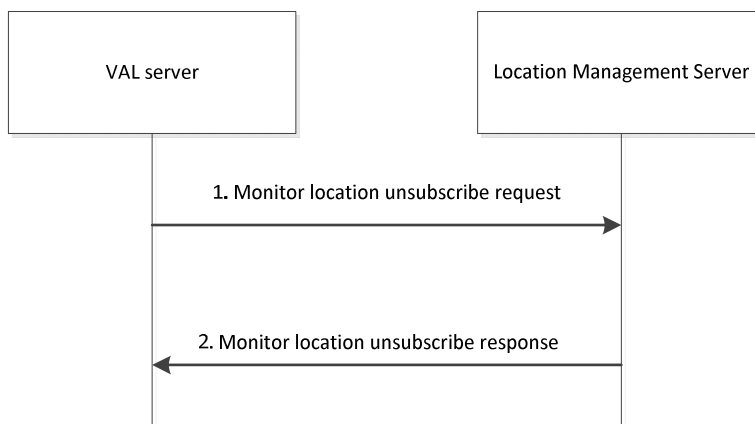 VAL server
Location Management Server
1. Monitor location unsubscribe request
2. Monitor location unsubscribe response